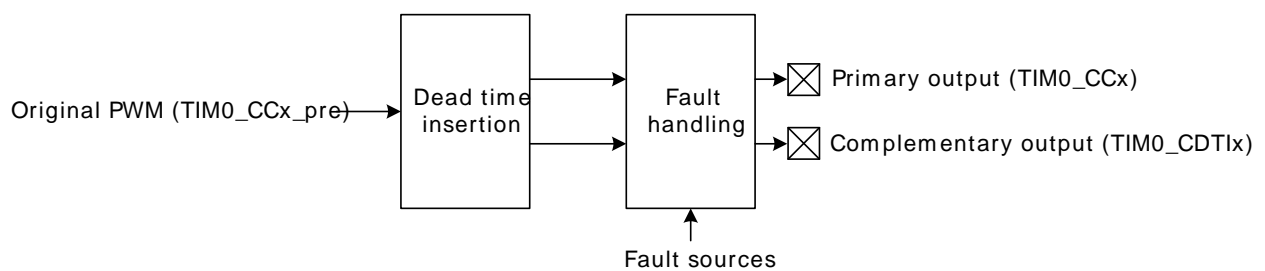 Original PWM (TIM0_CCx_pre)
Dead time
insertion
Fault
handling
Primary output (TIM0_CCx)
Complementary output (TIM0_CDTIx)
Fault sources